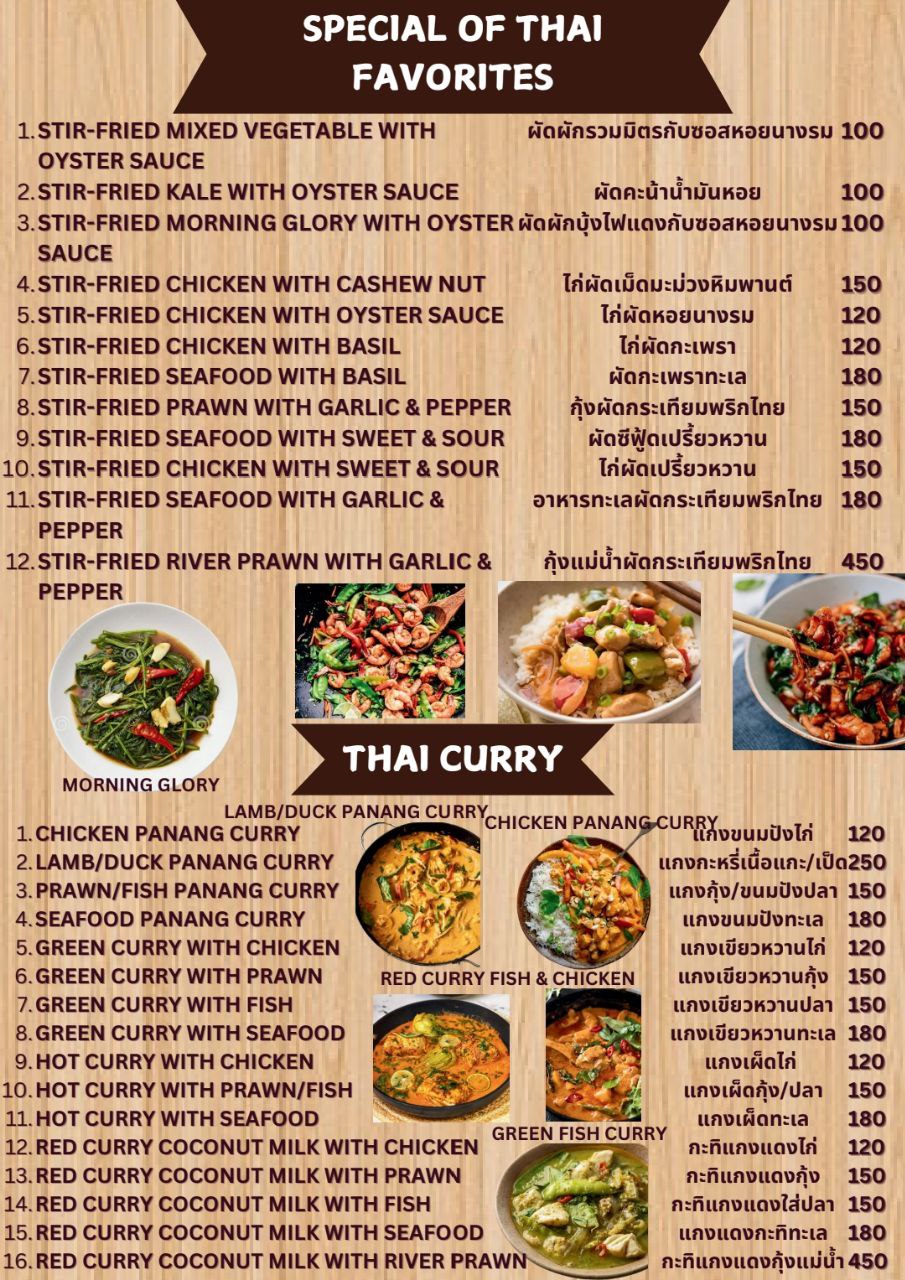 SPECIAL OF THAI
FAVORITES
1. STIR-FRIED MIXED VEGETABLE WITH ผัดผักรวมมิตรกับซอสหอยนางรม 100
OYSTER SAUCE
2. STIR-FRIED KALE WITH OYSTER SAUCE ผัดคะน้าน้ำมันหอย 100
3. STIR-FRIED MORNING GLORY WITH OYSTER ผัดผักบุ้งไฟแดงกับซอสหอยนางรม 100
SAUCE
4. STIR-FRIED CHICKEN WITH CASHEW NUT ไก่ผัดเม็ดมะม่วงหิมพานต์ 150
5. STIR-FRIED CHICKEN WITH OYSTER SAUCE ไก่ผัดหอยนางรม 120
6. STIR-FRIED CHICKEN WITH BASIL ไก่ผัดกะเพรา 120
7. STIR-FRIED SEAFOOD WITH BASIL ผัดกะเพราทะเล 180
8. STIR-FRIED PRAWN WITH GARLIC & PEPPER กุ้งผัดกระเทียมพริกไทย 150
9. STIR-FRIED SEAFOOD WITH SWEET & SOUR ผัดซีฟู้ดเปรี้ยวหวาน 180
10. STIR-FRIED CHICKEN WITH SWEET & SOUR ไก่ผัดเปรี้ยวหวาน 150
11. STIR-FRIED SEAFOOD WITH GARLIC & อาหารทะเลผัดกระเทียมพริกไทย 180
PEPPER
12. STIR-FRIED RIVER PRAWN WITH GARLIC & กุ้งแม่น้ำผัดกระเทียมพริกไทย 450
PEPPER
MORNING GLORY
THAI CURRY
LAMB/DUCK PANANG CURRY
CHICKEN PANANG CURRY
1. CHICKEN PANANG CURRY แกงขนมปังไก่ 120
2. LAMB/DUCK PANANG CURRY แกงกะหรี่เนื้อแกะ/เป็ด 250
3. PRAWN/FISH PANANG CURRY แกงกุ้ง/ขนมปังปลา 150
4. SEAFOOD PANANG CURRY แกงขนมปังทะเล 180
5. GREEN CURRY WITH CHICKEN แกงเขียวหวานไก่ 120
6. GREEN CURRY WITH PRAWN แกงเขียวหวานกุ้ง 150
RED CURRY FISH & CHICKEN
7. GREEN CURRY WITH FISH แกงเขียวหวานปลา 150
8. GREEN CURRY WITH SEAFOOD แกงเขียวหวานทะเล 180
9. HOT CURRY WITH CHICKEN แกงเผ็ดไก่ 120
10. HOT CURRY WITH PRAWN/FISH แกงเผ็ดกุ้ง/ปลา 150
11. HOT CURRY WITH SEAFOOD แกงเผ็ดทะเล 180
GREEN FISH CURRY
12. RED CURRY COCONUT MILK WITH CHICKEN กะทิแกงแดงไก่ 120
13. RED CURRY COCONUT MILK WITH PRAWN กะทิแกงแดงกุ้ง 150
14. RED CURRY COCONUT MILK WITH FISH กะทิแกงแดงใส่ปลา 150
15. RED CURRY COCONUT MILK WITH SEAFOOD แกงแดงกะทิทะเล 180
16. RED CURRY COCONUT MILK WITH RIVER PRAWN กะทิแกงแดงกุ้งแม่น้ำ 450